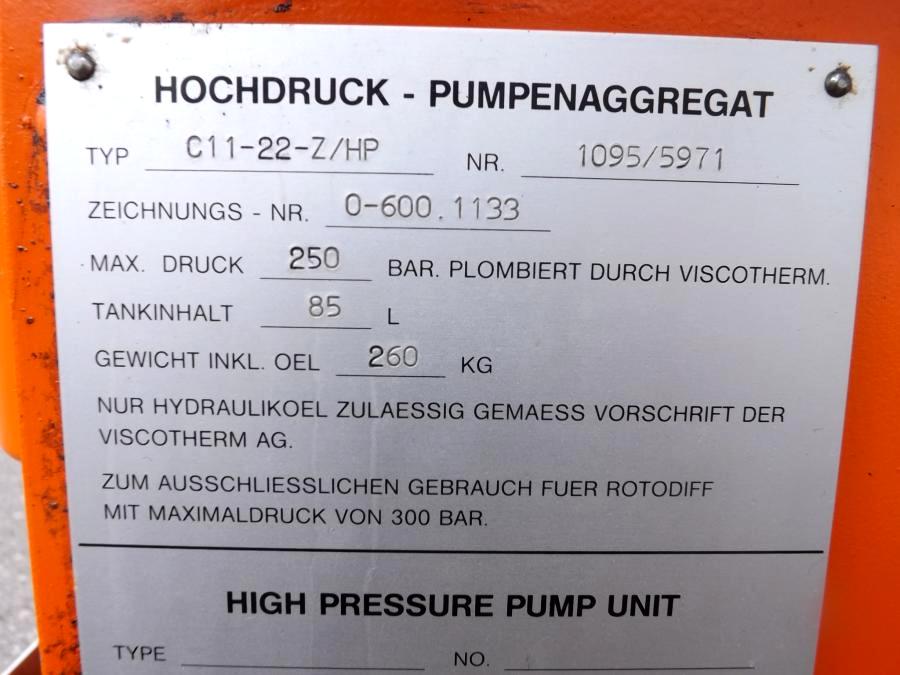 HOCHDRUCK - PUMPENAGGREGAT
TYP C11-22-Z/HP NR. 1095/5971
ZEICHNUNGS - NR. 0-600.1133
MAX. DRUCK 250 BAR. PLOMBIERT DURCH VISCOTHERM.
TANKINHALT 85 L
GEWICHT INKL. OEL 260 KG
NUR HYDRAULIKOEL ZULAESSIG GEMAESS VORSCHRIFT DER
VISCOTHERM AG.
ZUM AUSSCHLIESSLICHEN GEBRAUCH FUER ROTODIFF
MIT MAXIMALDRUCK VON 300 BAR.
HIGH PRESSURE PUMP UNIT
TYPE NO.